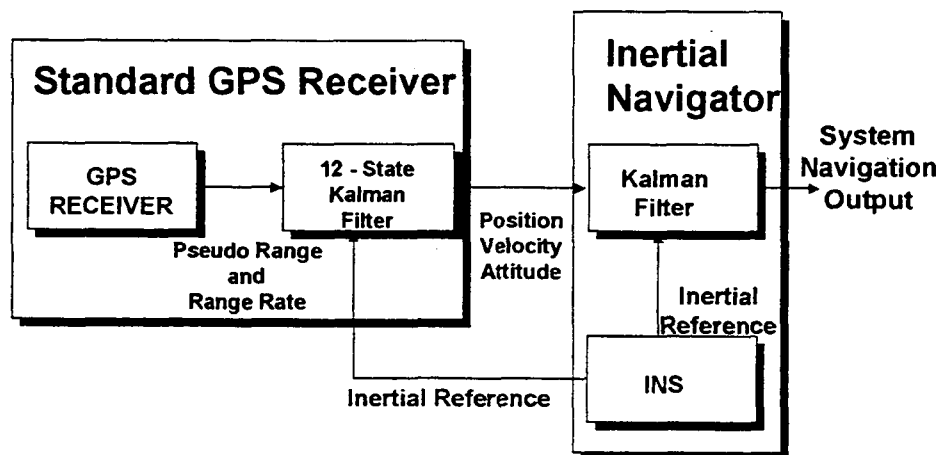 Standard GPS Receiver
GPS
RECEIVER
12 - State
Kalman
Filter
Pseudo Range
and
Range Rate
Position
Velocity
Attitude
Inertial
Navigator
Kalman
Filter
System
Navigation
Output
Inertial
Reference
INS
Inertial Reference